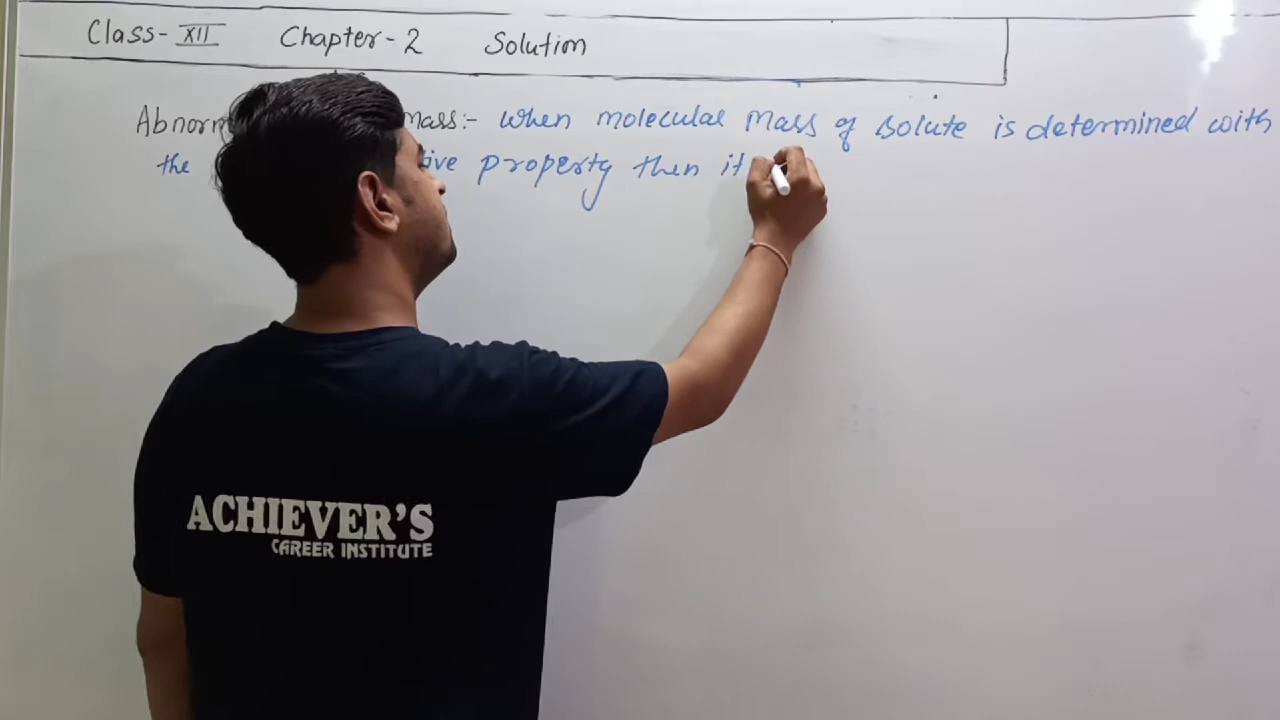 Class - XII Chapter - 2 Solution
Abnorm mass:- when molecular mass of solute is determined with
the ive property then it
ACHIEVER'S
CAREER INSTITUTE